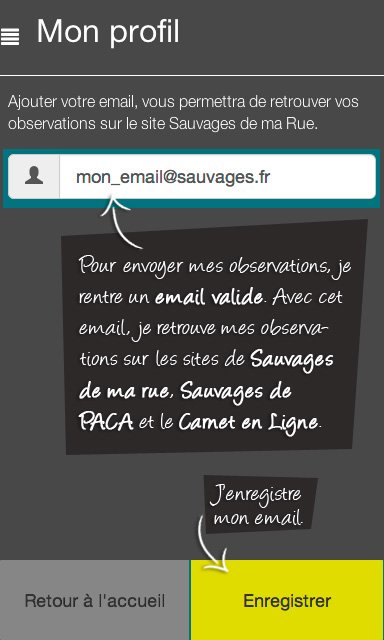 Mon profil
Ajouter votre email, vous permettra de retrouver vos
observations sur le site Sauvages de ma Rue.
mon_email@sauvages.fr
Pour envoyer mes observations, je
rentre un email valide. Avec cet
email, je retrouve mes observa-
tions sur les sites de Sauvages
de ma rue, Sauvages de
PACA et le Carnet en Ligne.
J'enregistre
mon email.
Retour à l'accueil
Enregistrer